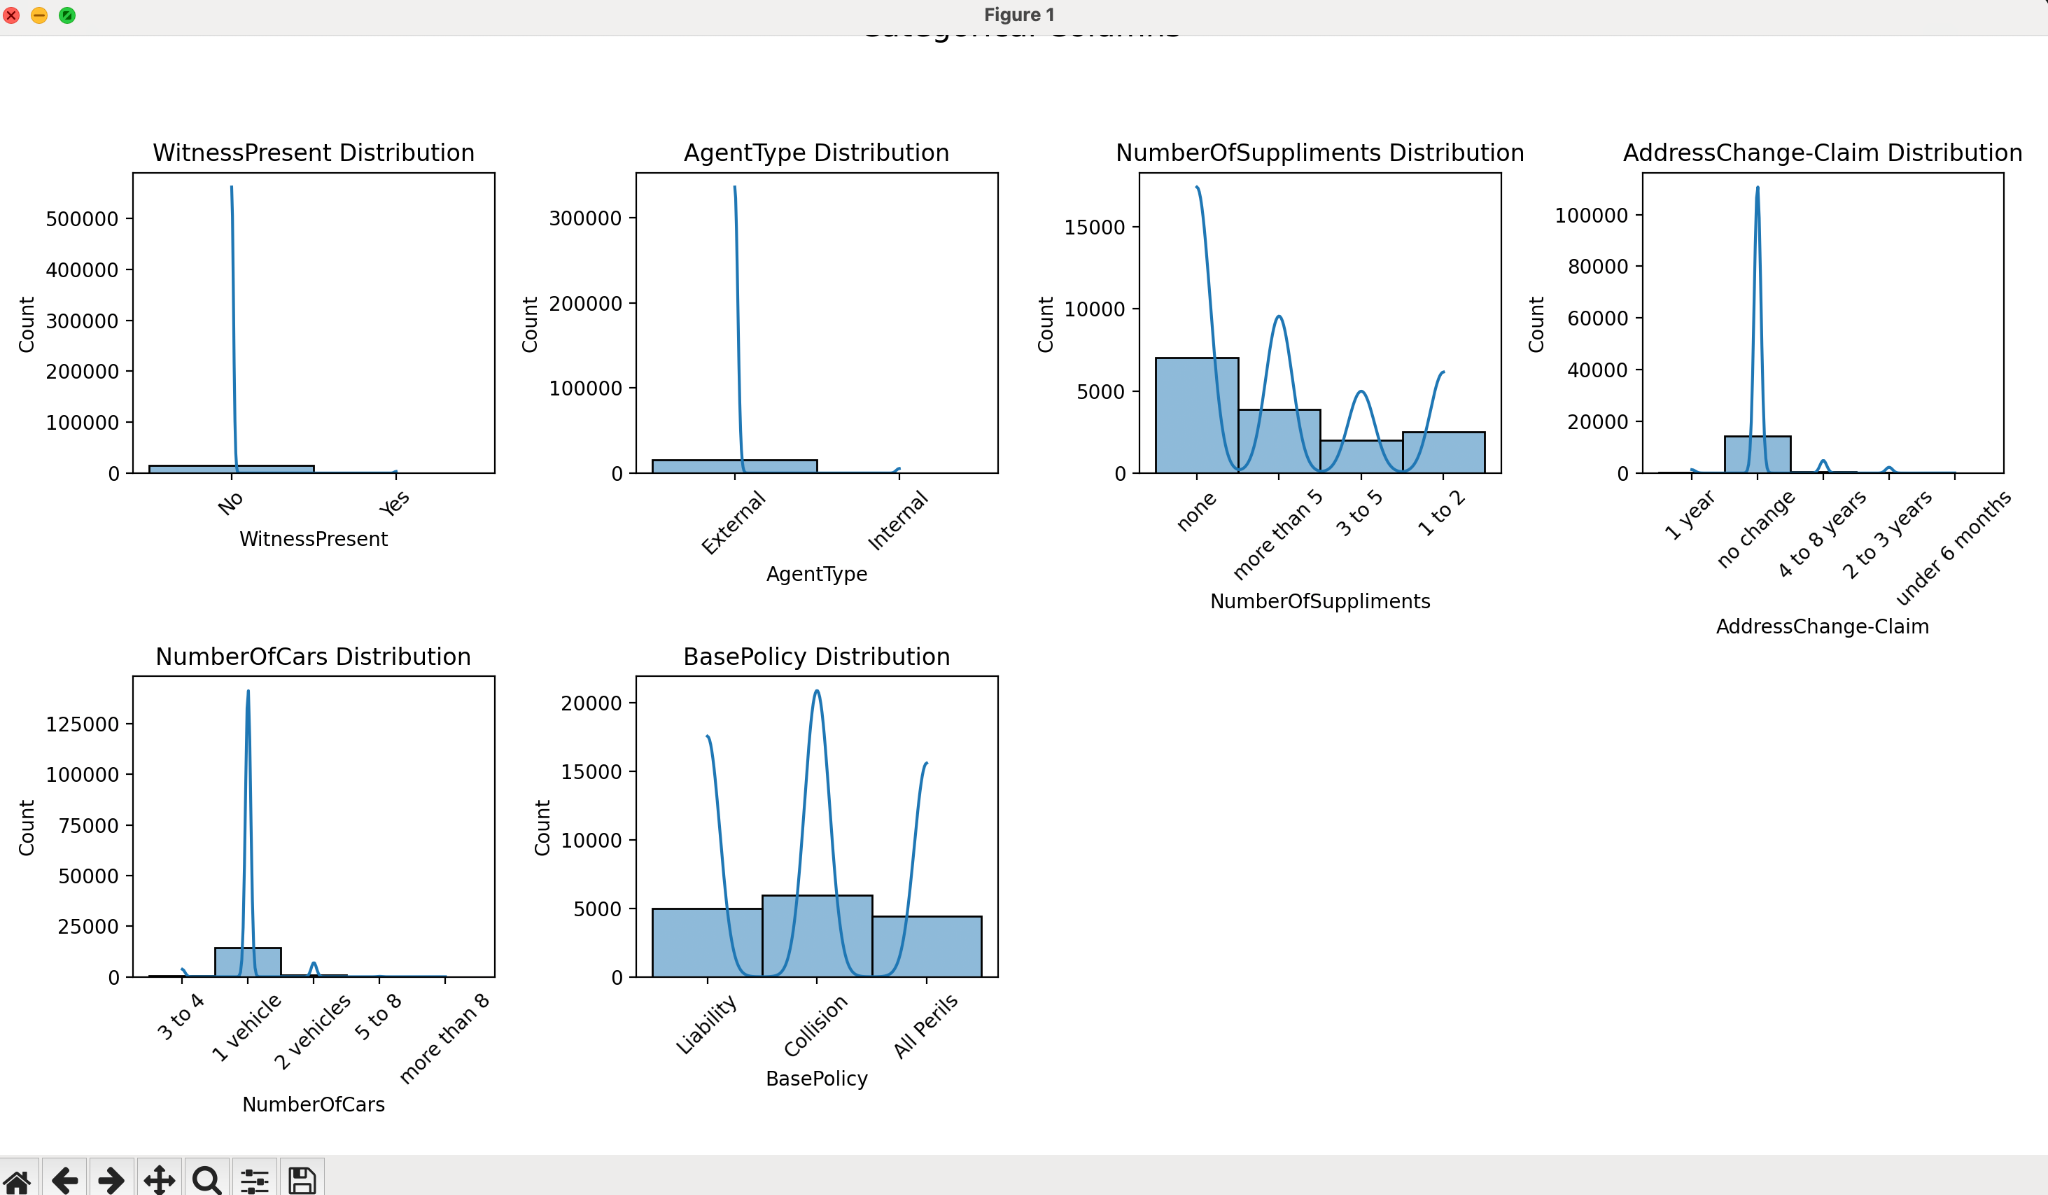 Figure 1
Categorical Columns
WitnessPresent Distribution
Count
500000
400000
300000
200000
100000
0
No
Yes
WitnessPresent
AgentType Distribution
Count
300000
200000
100000
0
External
Internal
AgentType
NumberOfSuppliments Distribution
Count
15000
10000
5000
0
none
more than 5
3 to 5
1 to 2
NumberOfSuppliments
AddressChange-Claim Distribution
Count
100000
80000
60000
40000
20000
0
1 year
no change
4 to 8 years
2 to 3 years
under 6 months
AddressChange-Claim
NumberOfCars Distribution
Count
125000
100000
75000
50000
25000
0
3 to 4
1 vehicle
2 vehicles
5 to 8
more than 8
NumberOfCars
BasePolicy Distribution
Count
20000
15000
10000
5000
0
Liability
Collision
All Perils
BasePolicy